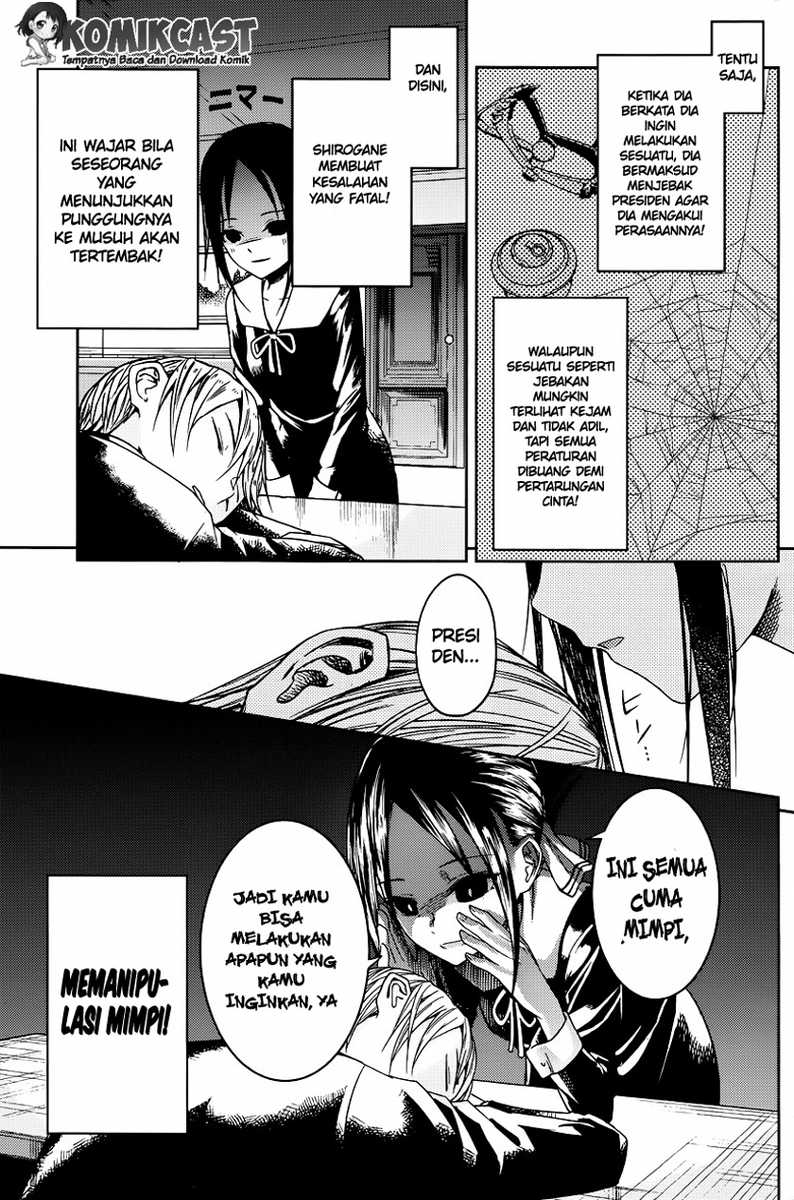 KOMIKCAST
Tempatnya Baca dan Download Komik
TENTU
SAJA,
KETIKA DIA
BERKATA DIA
INGIN
MELAKUKAN
SESUATU, DIA
BERMAKSUD
MENJEBAK
PRESIDEN AGAR
DIA MENGAKUI
PERASAANNYA!
WALAUPUN
SESUATU SEPERTI
JEBAKAN
MUNGKIN
TERLIHAT KEJAM
DAN TIDAK ADIL,
TAPI SEMUA
PERATURAN
DIBUANG DEMI
PERTARUNGAN
CINTA!
DAN
DISINI,
SHIROGANE
MEMBUAT
KESALAHAN
YANG FATAL!
ニマー
INI WAJAR BILA
SESEORANG
YANG
MENUNJUKKAN
PUNGGUNGNYA
KE MUSUH AKAN
TERTEMBAK!
PRESI
DEN...
INI SEMUA
CUMA
MIMPI,
JADI KAMU
BISA
MELAKUKAN
APAPUN YANG
KAMU
INGINKAN, YA
MEMANIPU-
LASI MIMPI!